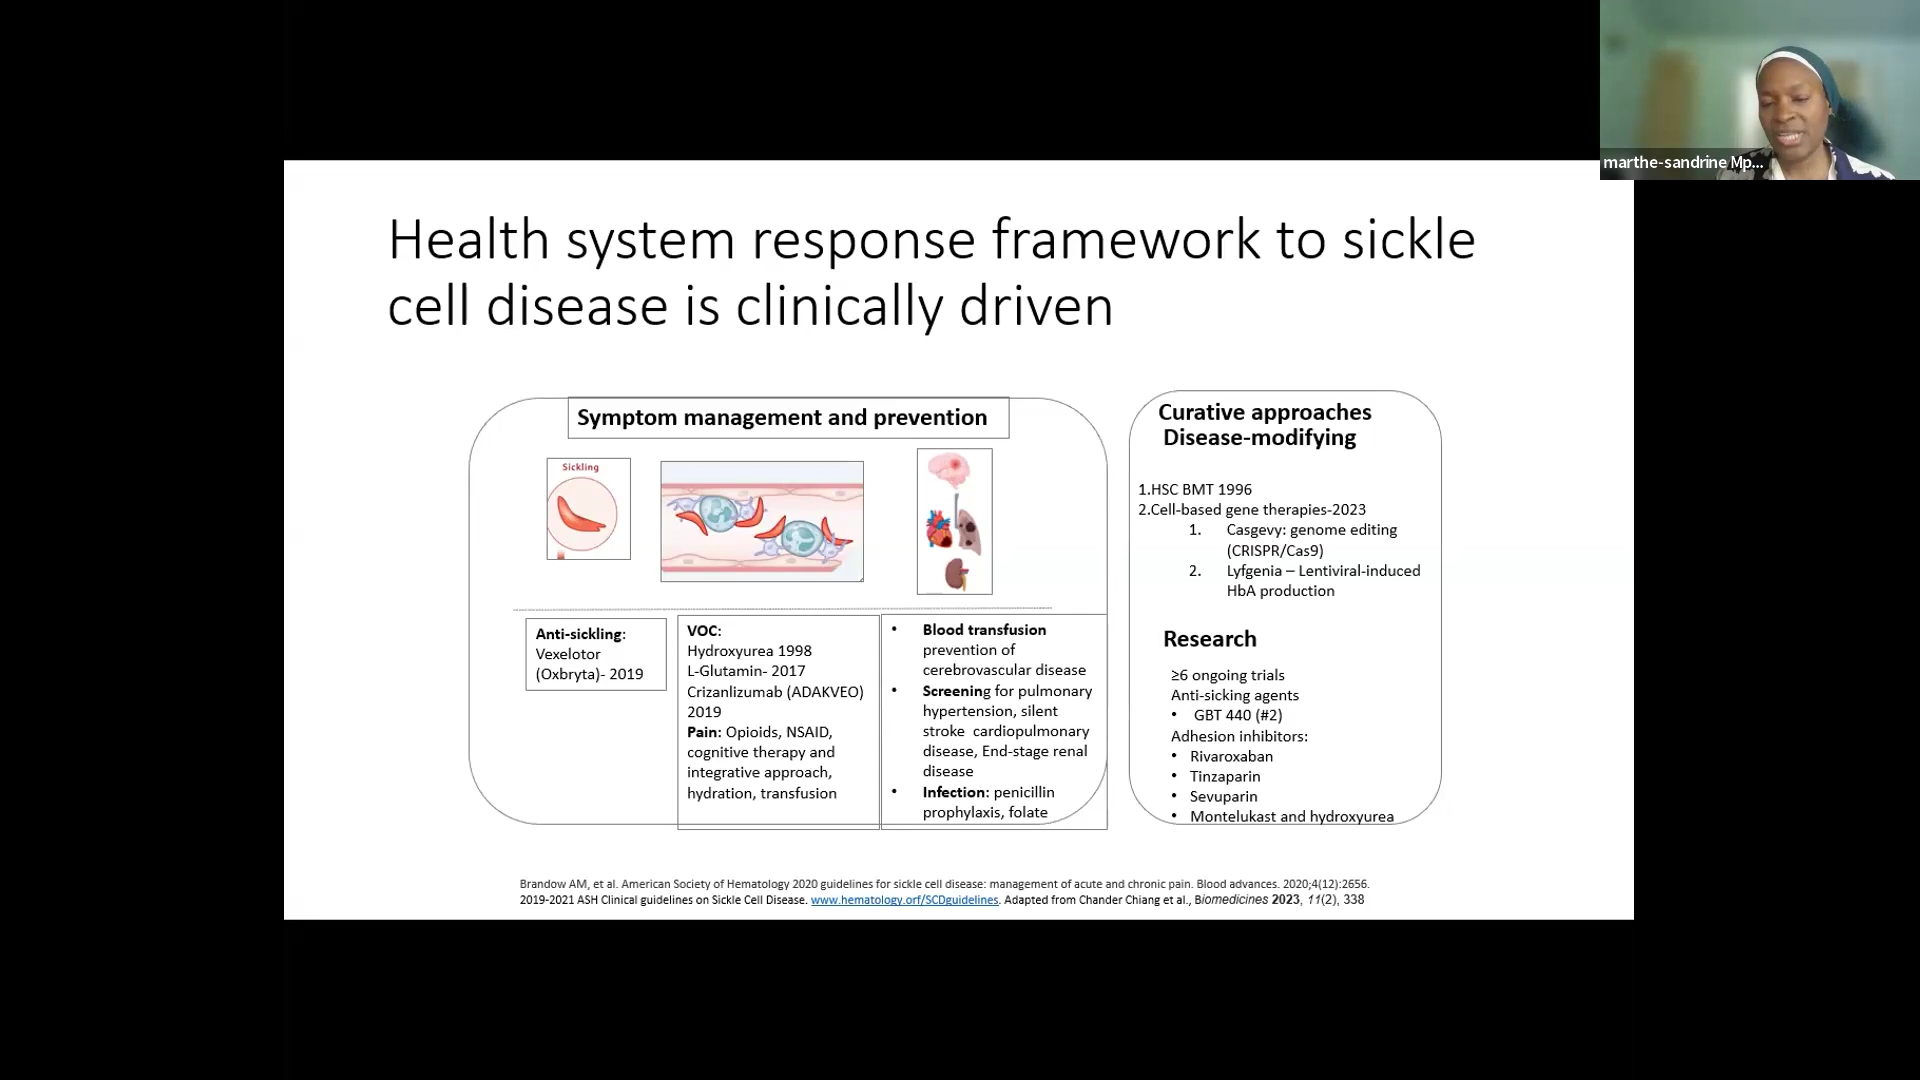 marthe-sandrine Mp...
Health system response framework to sickle
cell disease is clinically driven
Symptom management and prevention
Sickling
Anti-sickling:
Vexelotor
(Oxbryta)- 2019
VOC:
Hydroxyurea 1998
L-Glutamin- 2017
Crizanlizumab (ADAKVEO)
2019
Pain: Opioids, NSAID,
cognitive therapy and
integrative approach,
hydration, transfusion
• Blood transfusion
prevention of
cerebrovascular disease
• Screening for pulmonary
hypertension, silent
stroke cardiopulmonary
disease, End-stage renal
disease
• Infection: penicillin
prophylaxis, folate
Curative approaches
Disease-modifying
1.HSC BMT 1996
2.Cell-based gene therapies-2023
1. Casgevy: genome editing
(CRISPR/Cas9)
2. Lyfgenia – Lentiviral-induced
HbA production
Research
≥6 ongoing trials
Anti-sicking agents
• GBT 440 (#2)
Adhesion inhibitors:
• Rivaroxaban
• Tinzaparin
• Sevuparin
• Montelukast and hydroxyurea
Brandow AM, et al. American Society of Hematology 2020 guidelines for sickle cell disease: management of acute and chronic pain. Blood advances. 2020;4(12):2656.
2019-2021 ASH Clinical guidelines on Sickle Cell Disease. www.hematology.orf/SCDguidelines. Adapted from Chander Chiang et al., Biomedicines 2023, 11(2), 338